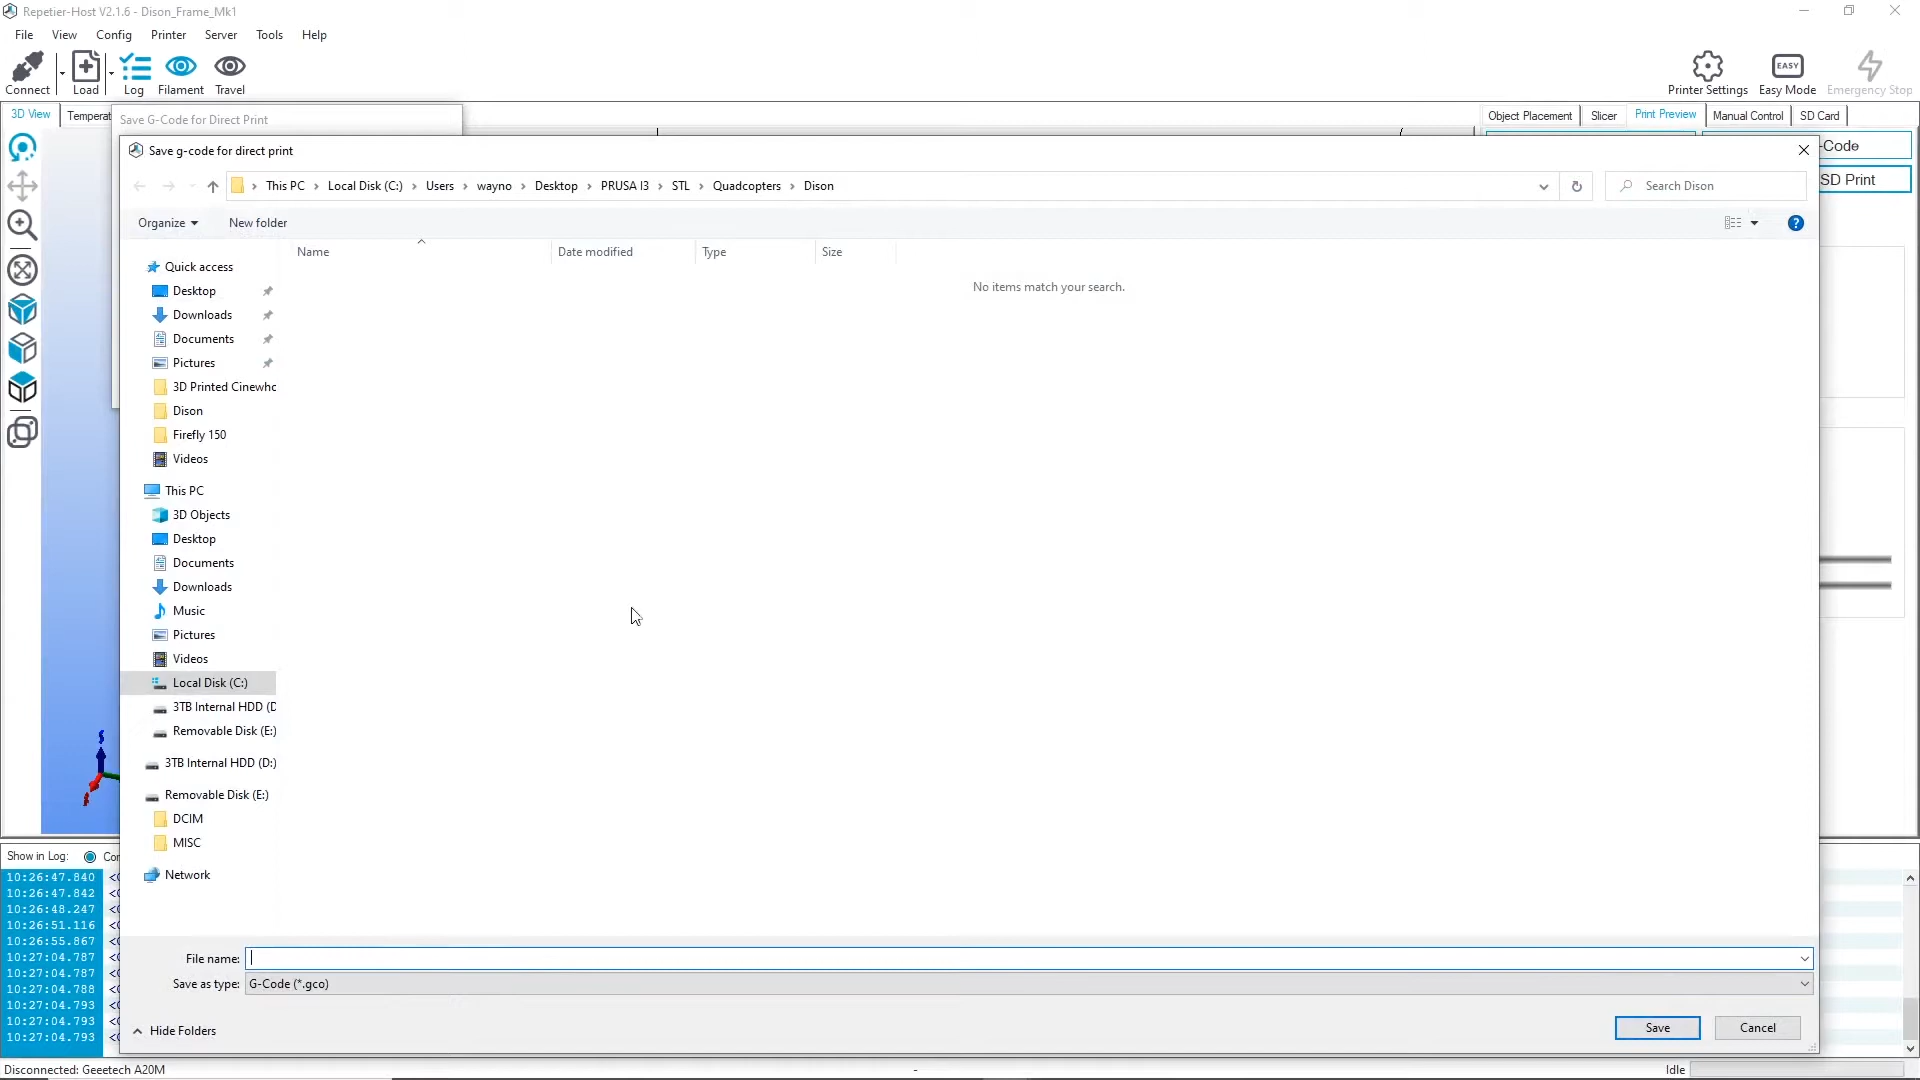 Repetier-Host V2.1.6 - Dison_Frame_Mk1
File View Config Printer Server Tools Help
Connect Load Log Filament Travel
EASY
Printer Settings Easy Mode Emergency Stop
3D View Temperat
Save G-Code for Direct Print
Object Placement Slicer Print Preview Manual Control SD Card
-Code
SD Print
Save g-code for direct print
This PC > Local Disk (C:) > Users > wayno > Desktop > PRUSA I3 > STL > Quadcopters > Dison
Search Dison
Organize New folder
Name Date modified Type Size
No items match your search.
Quick access
Desktop
Downloads
Documents
Pictures
3D Printed Cinewhc
Dison
Firefly 150
Videos
This PC
3D Objects
Desktop
Documents
Downloads
Music
Pictures
Videos
Local Disk (C:)
3TB Internal HDD (D
Removable Disk (E:)
3TB Internal HDD (D:)
Removable Disk (E:)
DCIM
MISC
Network
Show in Log: Cor
10:26:47.840
10:26:47.842
10:26:48.247
10:26:51.116
10:26:55.867
10:27:04.787
10:27:04.787
10:27:04.788
10:27:04.793
10:27:04.793
10:27:04.793
File name:
Save as type: G-Code (*.gco)
Hide Folders
Save Cancel
Disconnected: Geeetech A20M - Idle